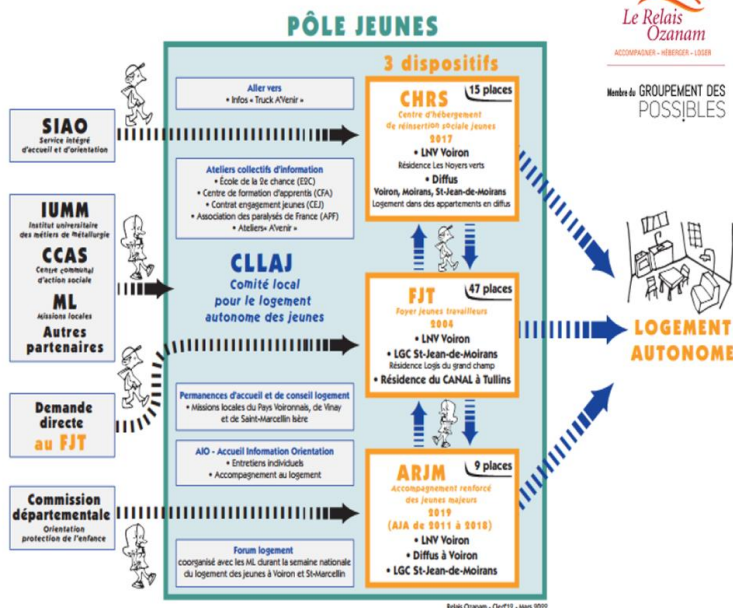 PÔLE JEUNES
Le Relais
Ozanam
ACCOMPAGNER - HÉBERGER - LOGER
Membre du GROUPEMENT DES
POSSIBLES
SIAO
Service intégré
d'accueil et d'orientation
IUMM
Institut universitaire
des métiers de métallurgie
CCAS
Centre communal
d'action sociale
ML
Missions locales
Autres
partenaires
Demande
directe
au FJT
Commission
départementale
Orientation
protection de l'enfance
Aller vers
• Infos « Truck A'Venir »
Ateliers collectifs d'information
• École de la 2e chance (E2C)
• Centre de formation d'apprentis (CFA)
• Contrat engagement jeunes (CEJ)
• Association des paralysés de France (APF)
• Ateliers« A'venir »
CLLAJ
Comité local
pour le logement
autonome des jeunes
Permanences d'accueil et de conseil logement
• Missions locales du Pays Voironnais, de Vinay
et de Saint-Marcellin Isère
AIO - Accueil Information Orientation
• Entretiens individuels
• Accompagnement au logement
Forum logement
coorganisé avec les ML durant la semaine nationale
du logement des jeunes à Voiron et St-Marcellin
3 dispositifs
15 places
CHRS
Centre d'hébergement
de réinsertion sociale jeunes
2017
• LNV Voiron
Résidence Les Noyers verts
• Diffus
Voiron, Moirans, St-Jean-de-Moirans
Logement dans des appartements en diffus
47 places
FJT
Foyer jeunes travailleurs
2004
• LNV Voiron
• LGC St-Jean-de-Moirans
Résidence Logis du grand champ
• Résidence du CANAL à Tullins
9 places
ARJM
Accompagnement renforcé
des jeunes majeurs
2019
(AJA de 2011 à 2018)
• LNV Voiron
• Diffus à Voiron
• LGC St-Jean-de-Moirans
LOGEMENT
AUTONOME